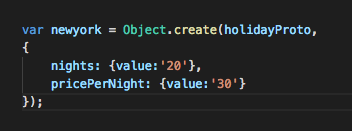 var newyork = Object.create(holidayProto,
{
    nights: {value:'20'},
    pricePerNight: {value:'30'}
});